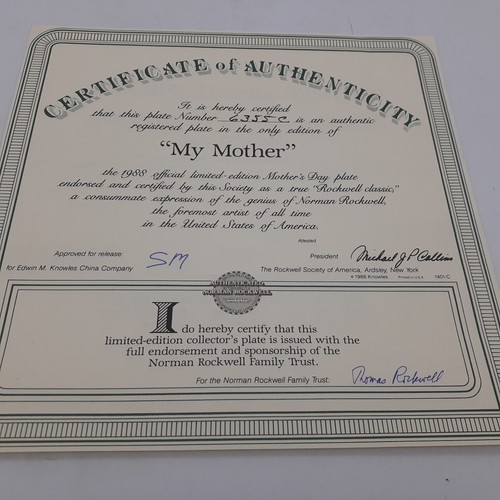 CERTIFICATE of AUTHENTICITY
It is hereby certified
that this plate Number 6355C is an authentic
registered plate in the only edition of
“My Mother”
the 1988 official limited-edition Mother's Day plate
endorsed and certified by this Society as a true "Rockwell classic,"
a consummate expression of the genius of Norman Rockwell,
the foremost artist of all time
in the United States of America.
Attested
Approved for release
for Edwin M. Knowles China Company SM
President Michael J P Collins
The Rockwell Society of America, Ardsley, New York
© 1988 Knowles Printed in U.S.A. 1401-C
AUTHENTICATED
NORMAN ROCKWELL
I do hereby certify that this
limited-edition collector's plate is issued with the
full endorsement and sponsorship of the
Norman Rockwell Family Trust.
For the Norman Rockwell Family Trust: Thomas Rockwell